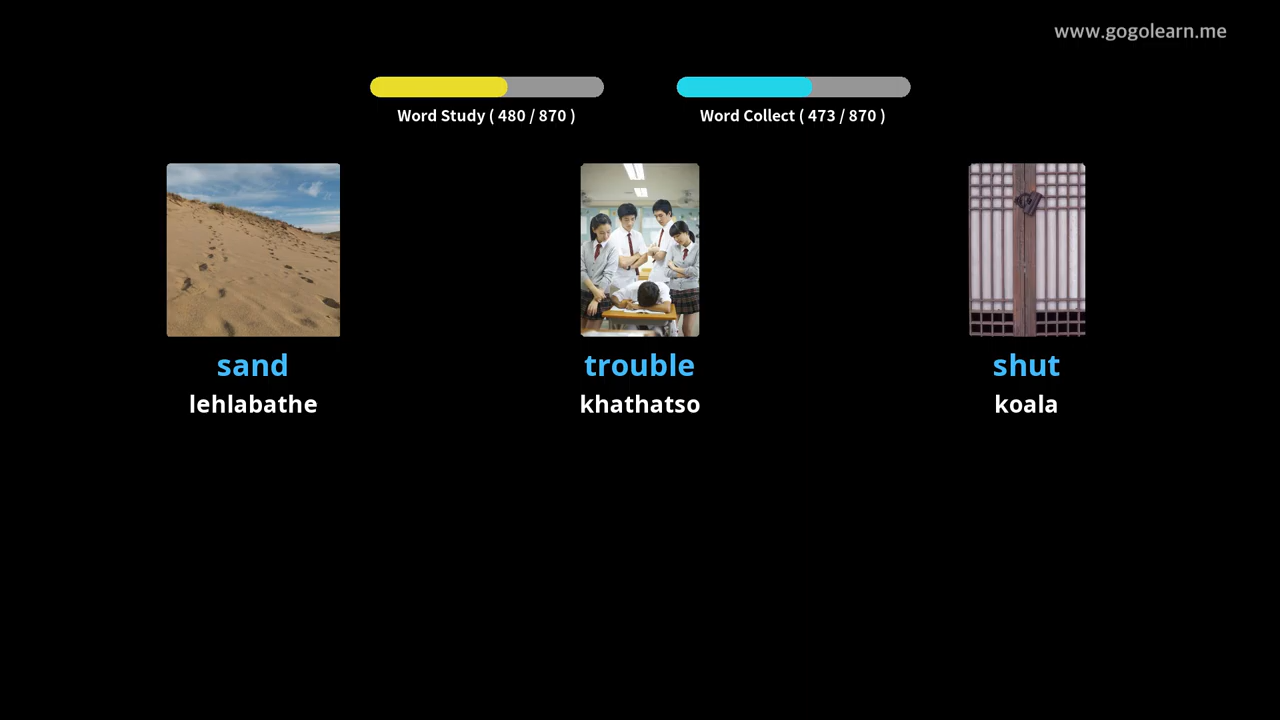 www.gogolearn.me
Word Study ( 480 / 870 )
Word Collect ( 473 / 870 )
sand
lehlabathe
trouble
khathatso
shut
koala